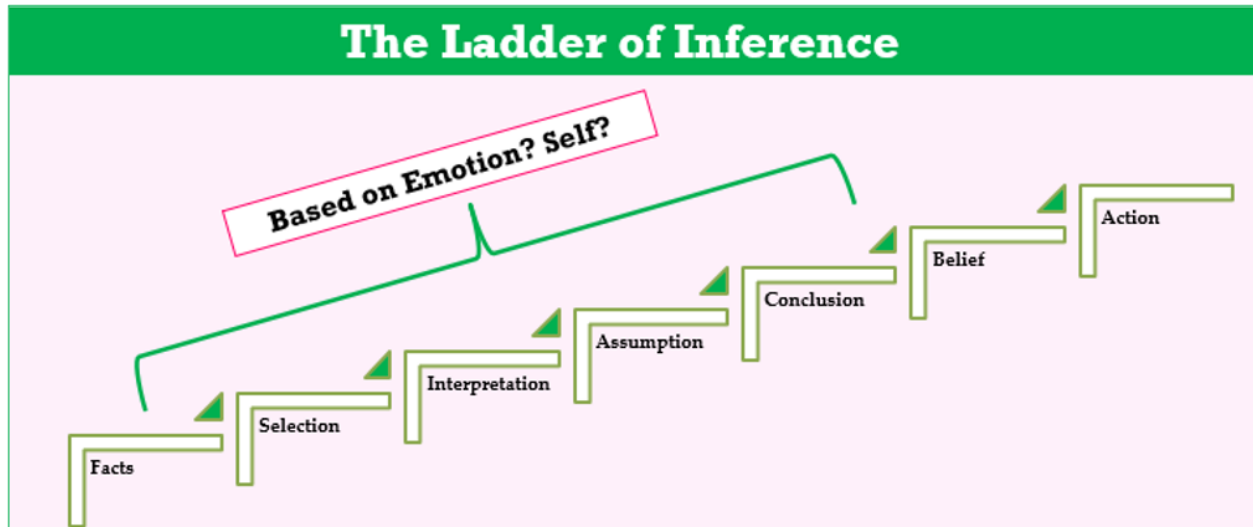 The Ladder of Inference
Based on Emotion? Self?
Facts
Selection
Interpretation
Assumption
Conclusion
Belief
Action